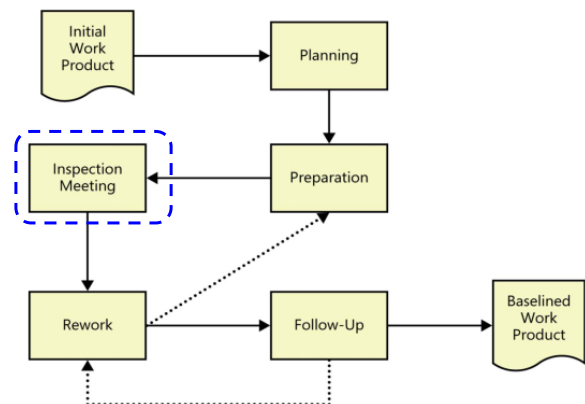 Initial
Work
Product
Planning
Inspection
Meeting
Preparation
Rework
Follow-Up
Baselined
Work
Product